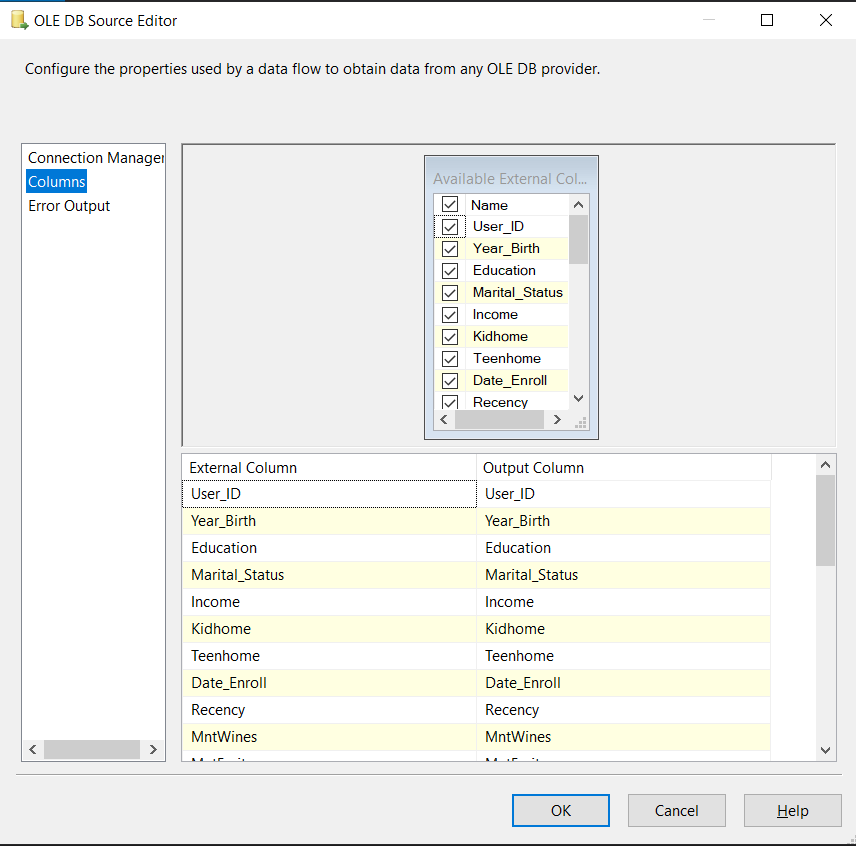 OLE DB Source Editor
Configure the properties used by a data flow to obtain data from any OLE DB provider.
Connection Manager
Columns
Error Output
Available External Col...
Name
User_ID
Year_Birth
Education
Marital_Status
Income
Kidhome
Teenhome
Date_Enroll
Recency
External Column Output Column
User_ID User_ID
Year_Birth Year_Birth
Education Education
Marital_Status Marital_Status
Income Income
Kidhome Kidhome
Teenhome Teenhome
Date_Enroll Date_Enroll
Recency Recency
MntWines MntWines
OK Cancel Help